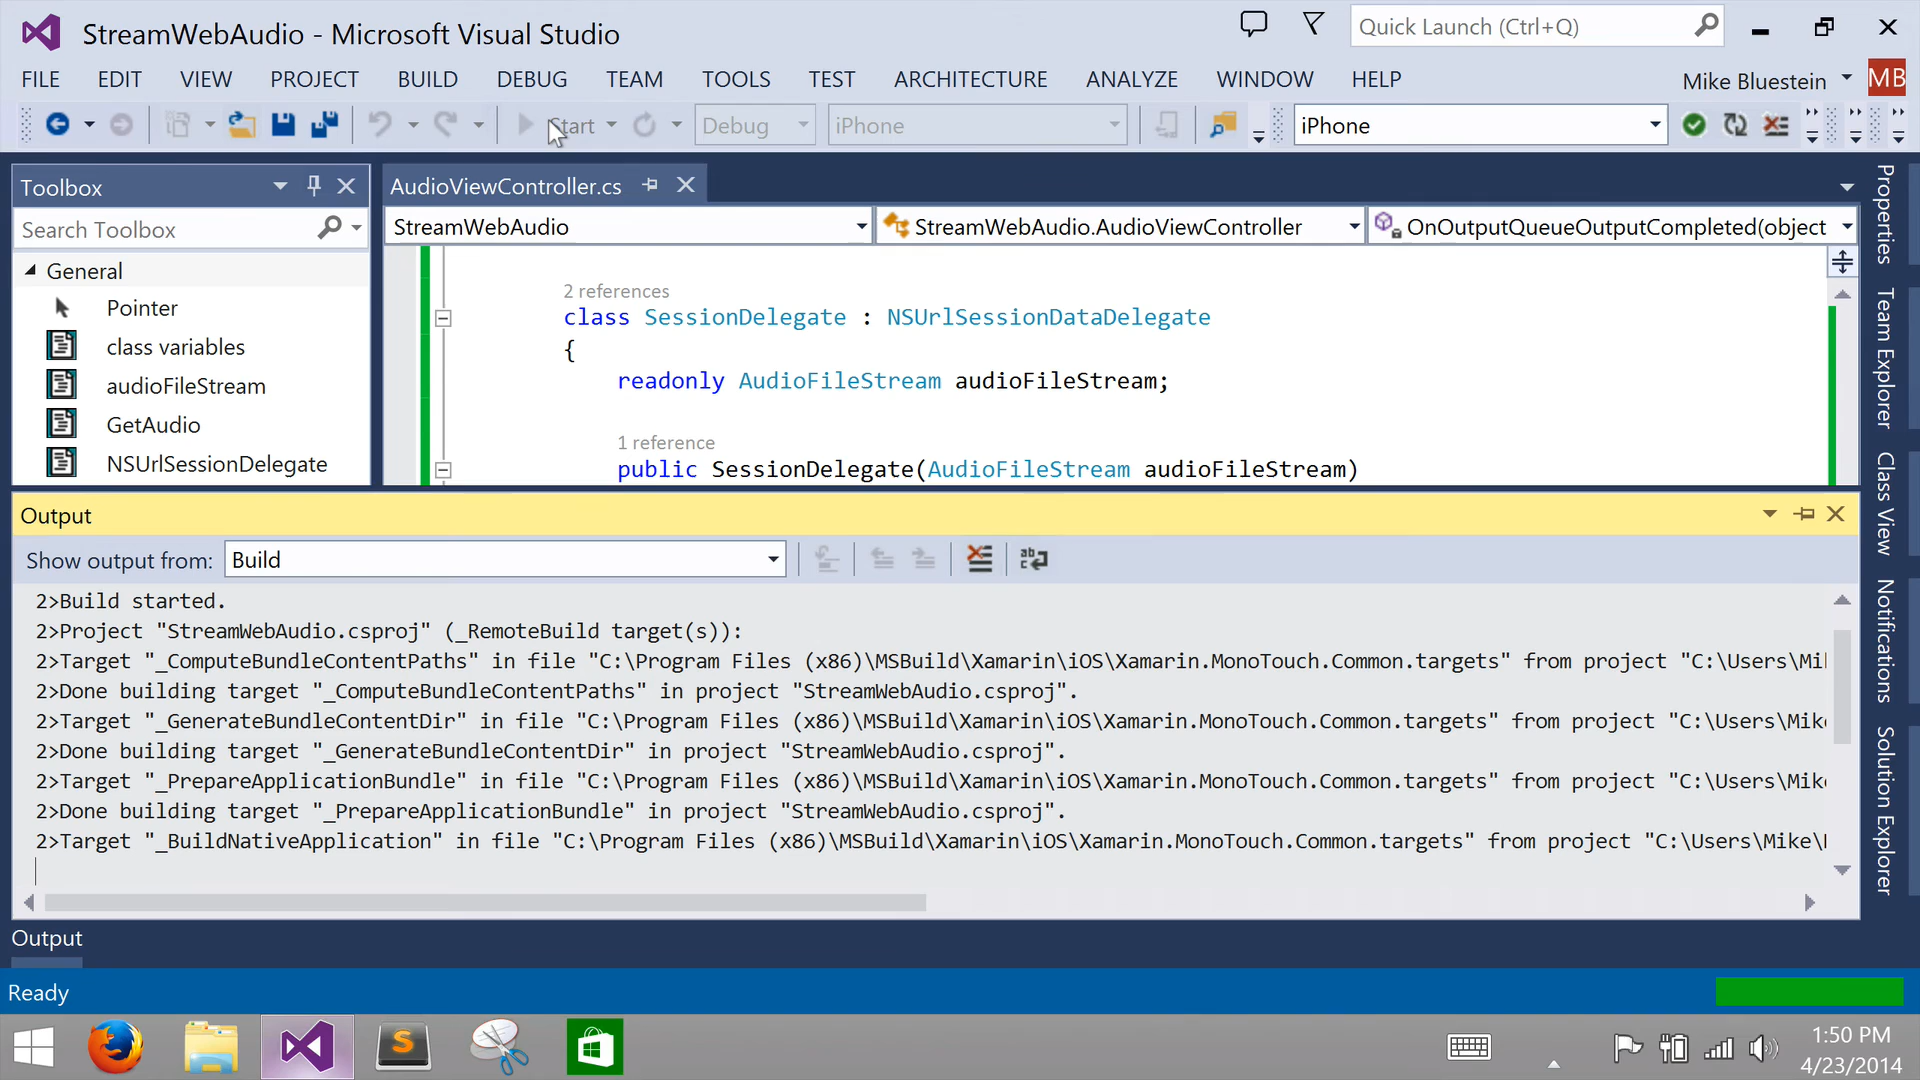 StreamWebAudio - Microsoft Visual Studio
Quick Launch (Ctrl+Q)
FILE EDIT VIEW PROJECT BUILD DEBUG TEAM TOOLS TEST ARCHITECTURE ANALYZE WINDOW HELP
Mike Bluestein MB
Start Debug iPhone iPhone
Toolbox
Search Toolbox
General
Pointer
class variables
audioFileStream
GetAudio
NSUrlSessionDelegate
AudioViewController.cs
StreamWebAudio StreamWebAudio.AudioViewController OnOutputQueueOutputCompleted(object
2 references
class SessionDelegate : NSUrlSessionDataDelegate
{
readonly AudioFileStream audioFileStream;
1 reference
public SessionDelegate(AudioFileStream audioFileStream)
Properties
Team Explorer
Class View
Notifications
Solution Explorer
Output
Show output from: Build
2>Build started.
2>Project "StreamWebAudio.csproj" (_RemoteBuild target(s)):
2>Target "_ComputeBundleContentPaths" in file "C:\Program Files (x86)\MSBuild\Xamarin\iOS\Xamarin.MonoTouch.Common.targets" from project "C:\Users\Mi
2>Done building target "_ComputeBundleContentPaths" in project "StreamWebAudio.csproj".
2>Target "_GenerateBundleContentDir" in file "C:\Program Files (x86)\MSBuild\Xamarin\iOS\Xamarin.MonoTouch.Common.targets" from project "C:\Users\Mik
2>Done building target "_GenerateBundleContentDir" in project "StreamWebAudio.csproj".
2>Target "_PrepareApplicationBundle" in file "C:\Program Files (x86)\MSBuild\Xamarin\iOS\Xamarin.MonoTouch.Common.targets" from project "C:\Users\Mik
2>Done building target "_PrepareApplicationBundle" in project "StreamWebAudio.csproj".
2>Target "_BuildNativeApplication" in file "C:\Program Files (x86)\MSBuild\Xamarin\iOS\Xamarin.MonoTouch.Common.targets" from project "C:\Users\Mike\
Output
Ready
1:50 PM
4/23/2014